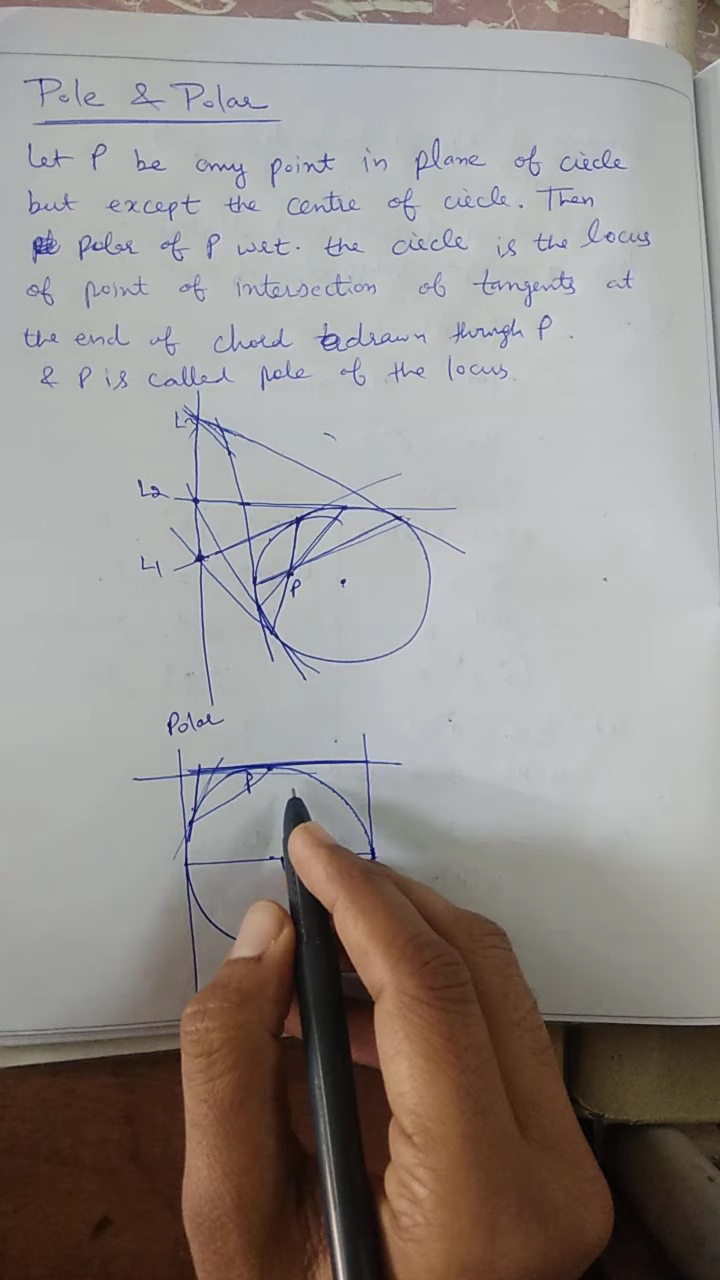 Pole & Polar
Let P be any point in plane of circle
but except the centre of circle. Then
polar of P wrt. the circle is the locus
of point of intersection of tangents at
the end of chord drawn through P.
& P is called pole of the locus.
L3
L2
L1
P
Polar
P